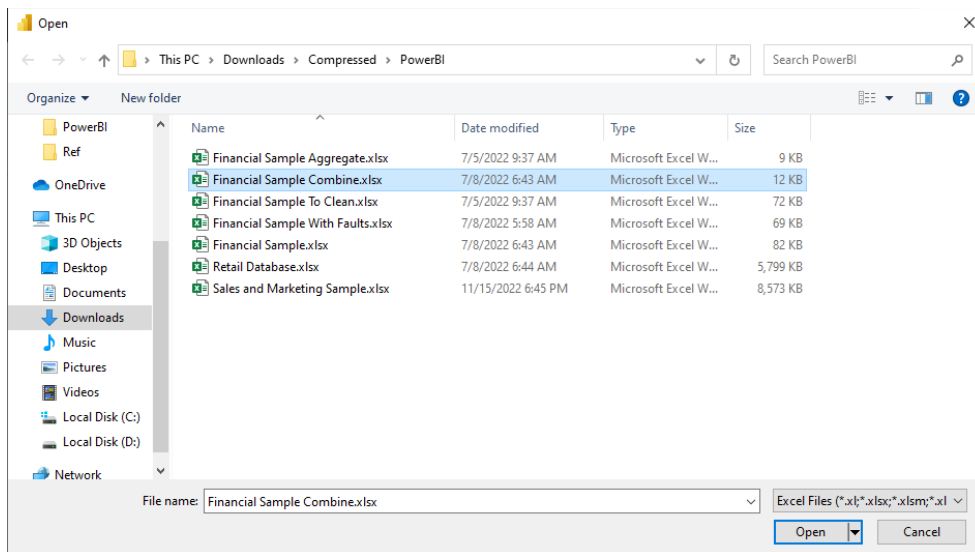 Open
This PC > Downloads > Compressed > PowerBI
Search PowerBI
Organize
New folder
PowerBI
Ref
OneDrive
This PC
3D Objects
Desktop
Documents
Downloads
Music
Pictures
Videos
Local Disk (C:)
Local Disk (D:)
Network
Name Date modified Type Size
Financial Sample Aggregate.xlsx 7/5/2022 9:37 AM Microsoft Excel W... 9 KB
Financial Sample Combine.xlsx 7/8/2022 6:43 AM Microsoft Excel W... 12 KB
Financial Sample To Clean.xlsx 7/5/2022 9:37 AM Microsoft Excel W... 72 KB
Financial Sample With Faults.xlsx 7/8/2022 5:58 AM Microsoft Excel W... 69 KB
Financial Sample.xlsx 7/8/2022 6:43 AM Microsoft Excel W... 82 KB
Retail Database.xlsx 7/8/2022 6:44 AM Microsoft Excel W... 5,799 KB
Sales and Marketing Sample.xlsx 11/15/2022 6:45 PM Microsoft Excel W... 8,573 KB
File name: Financial Sample Combine.xlsx
Excel Files (*.xl;*.xlsx;*.xlsm;*.xl
Open
Cancel